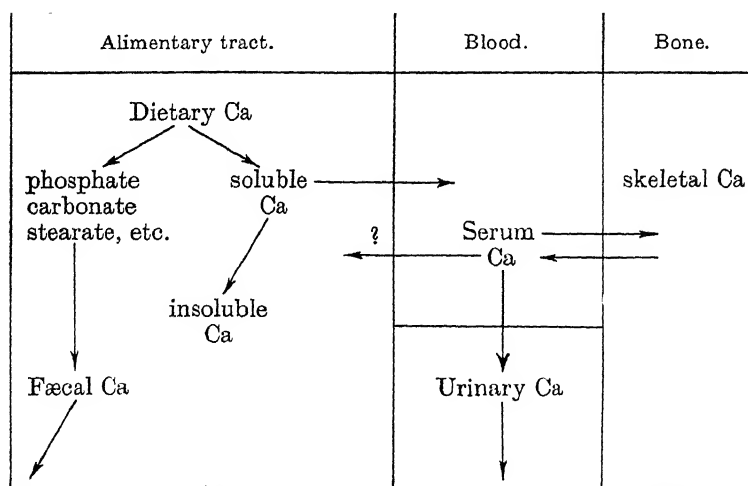 Alimentary tract.
Blood.
Bone.
Dietary Ca
phosphate
carbonate
stearate, etc.
soluble
Ca
skeletal Ca
?
Serum
Ca
insoluble
Ca
Fæcal Ca
Urinary Ca